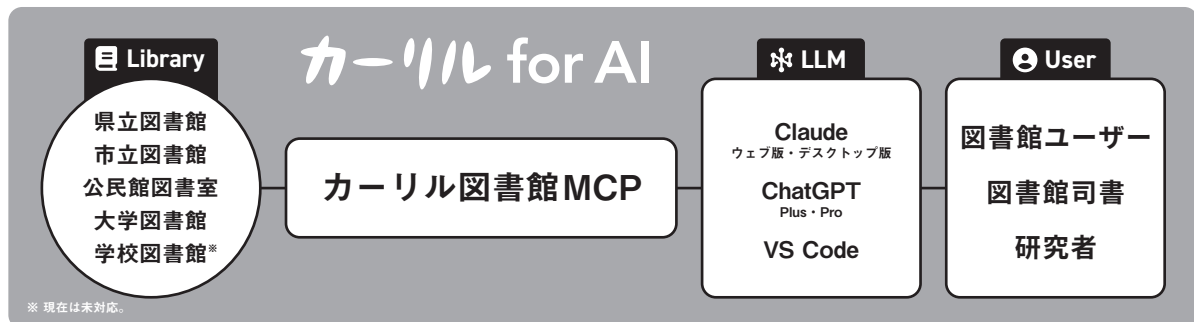 カーリル for AI
Library
県立図書館
市立図書館
公民館図書室
大学図書館
学校図書館※
カーリル図書館MCP
LLM
Claude
ウェブ版・デスクトップ版
ChatGPT
Plus・Pro
VS Code
User
図書館ユーザー
図書館司書
研究者
※ 現在は未対応。